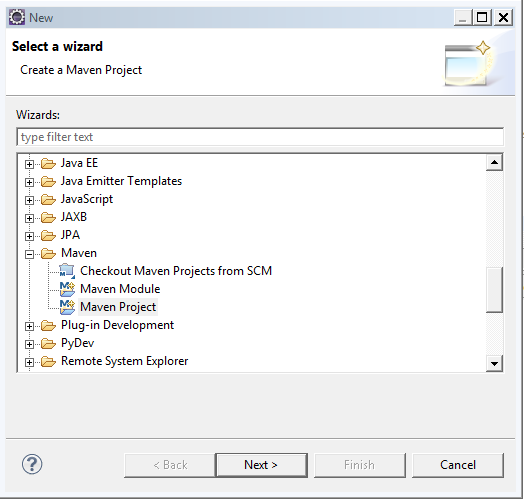 New
Select a wizard
Create a Maven Project
Wizards:
type filter text
Java EE
Java Emitter Templates
JavaScript
JAXB
JPA
Maven
Checkout Maven Projects from SCM
Maven Module
Maven Project
Plug-in Development
PyDev
Remote System Explorer
? < Back Next > Finish Cancel